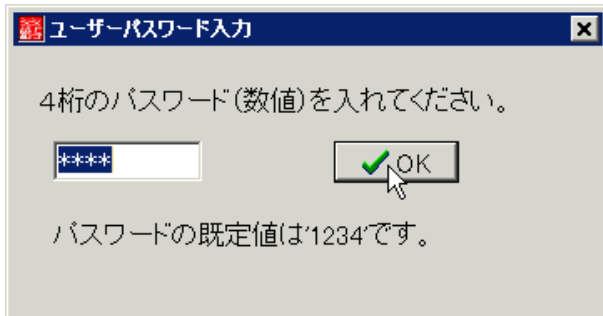 ユーザーパスワード入力
4桁のパスワード(数値)を入れてください。
****
OK
パスワードの既定値は'1234'です。